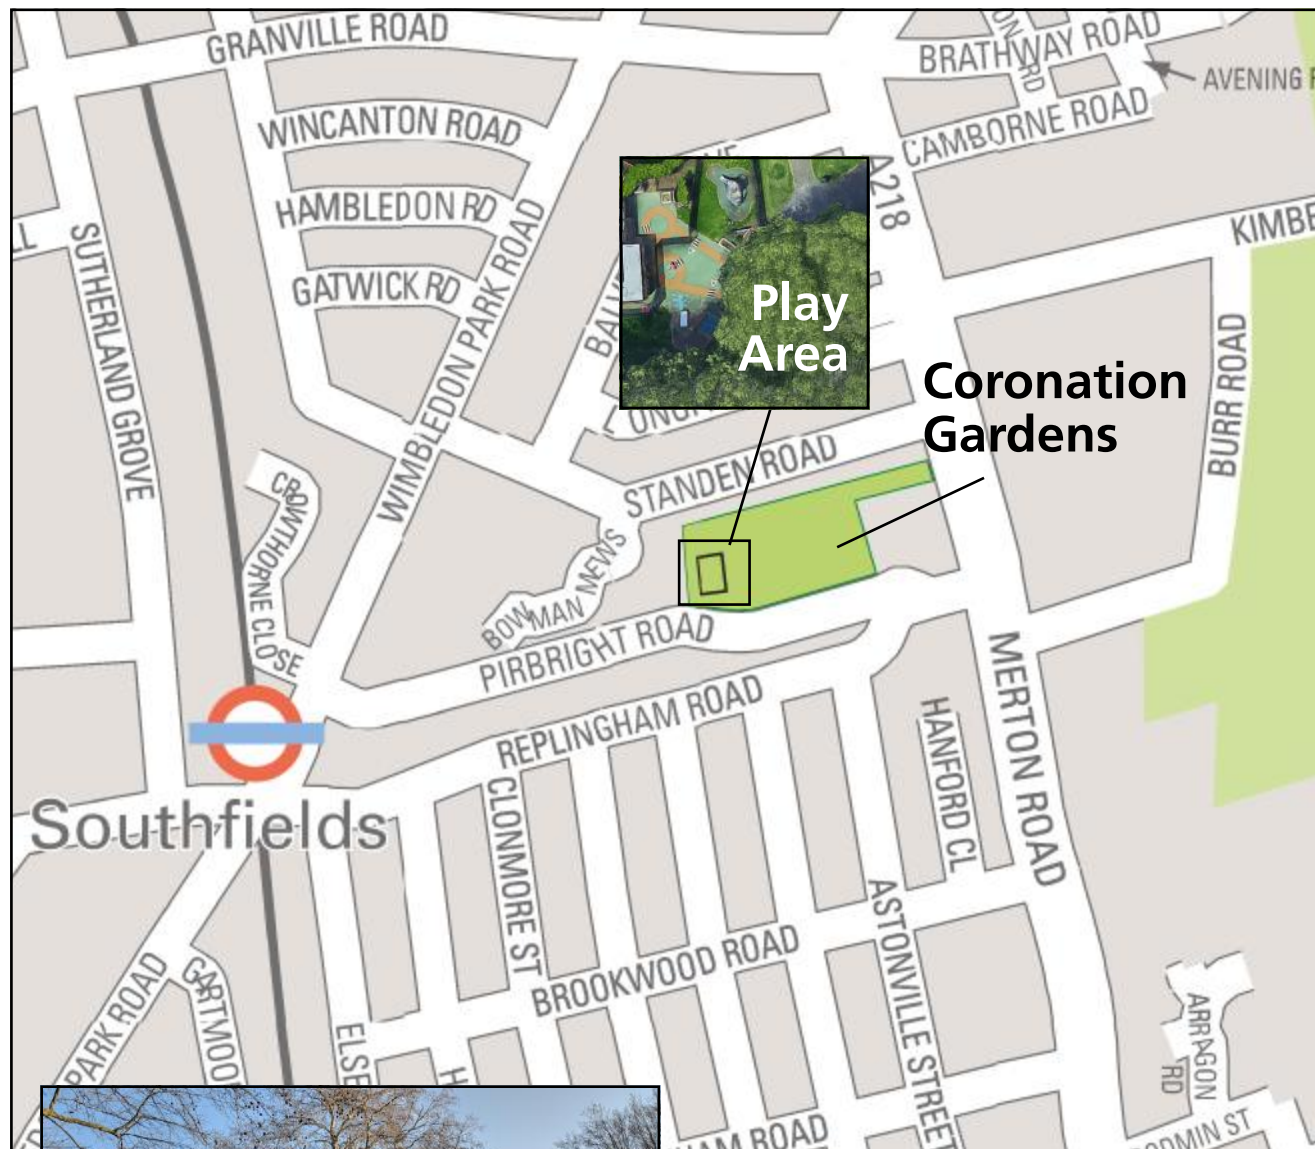 GRANVILLE ROAD
BRATHWAY ROAD
AVENING
WINCANTON ROAD
CAMBORNE ROAD
HAMBLEDON RD
A218
SUTHERLAND GROVE
GATWICK RD
WIMBLEDON PARK ROAD
Play
Area
Coronation
Gardens
BURR ROAD
STANDEN ROAD
CROWTHORNE CLOSE
BOWMAN MEWS
PIRBRIGHT ROAD
REPLINGHAM ROAD
MERTON ROAD
HANFORD CL
Southfields
CLONMORE ST
BROOKWOOD ROAD
ASTONVILLE STREET
PARK ROAD
ARRAGON
RD
ROAD
ST